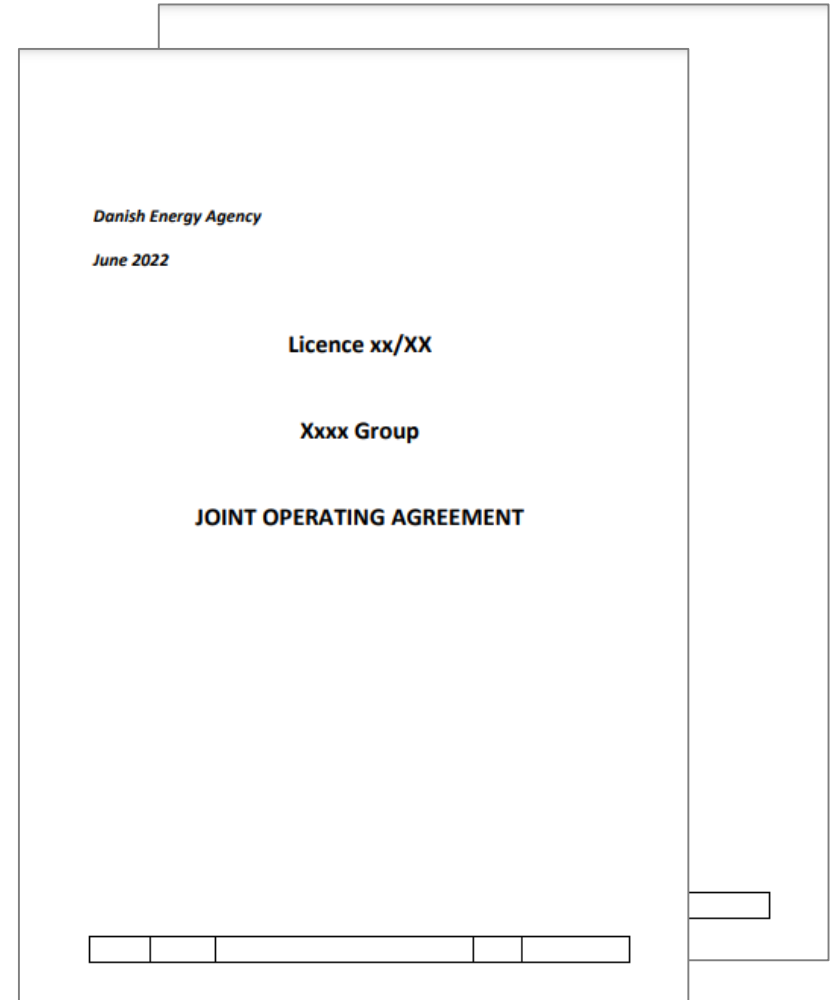 Danish Energy Agency
June 2022
Licence xx/XX
Xxxx Group
JOINT OPERATING AGREEMENT